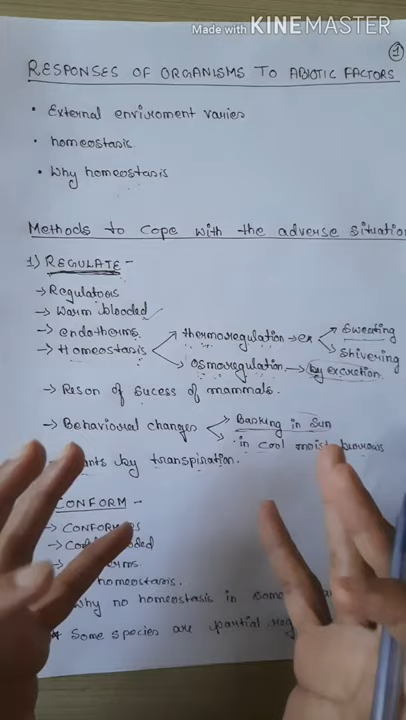 Made with KINEMASTER
1
RESPONSES OF ORGANISMS TO ABIOTIC FACTORS
• External enviroment varies
• homeostasis
• Why homeostasis
Methods to cope with the adverse situation
1) REGULATE -
→ Regulators
→ Warm blooded
→ endotherms
→ Homeostasis
thermoregulation → ex
Sweating
Shivering
osmoregulation → by excretion
→ Reson of sucess of mammals.
→ Behavioural changes
Basking in Sun
in cool moist burrows
by transpiration.
CONFORM -
→
homeostasis.
Why no homeostasis in
* Some species are partial